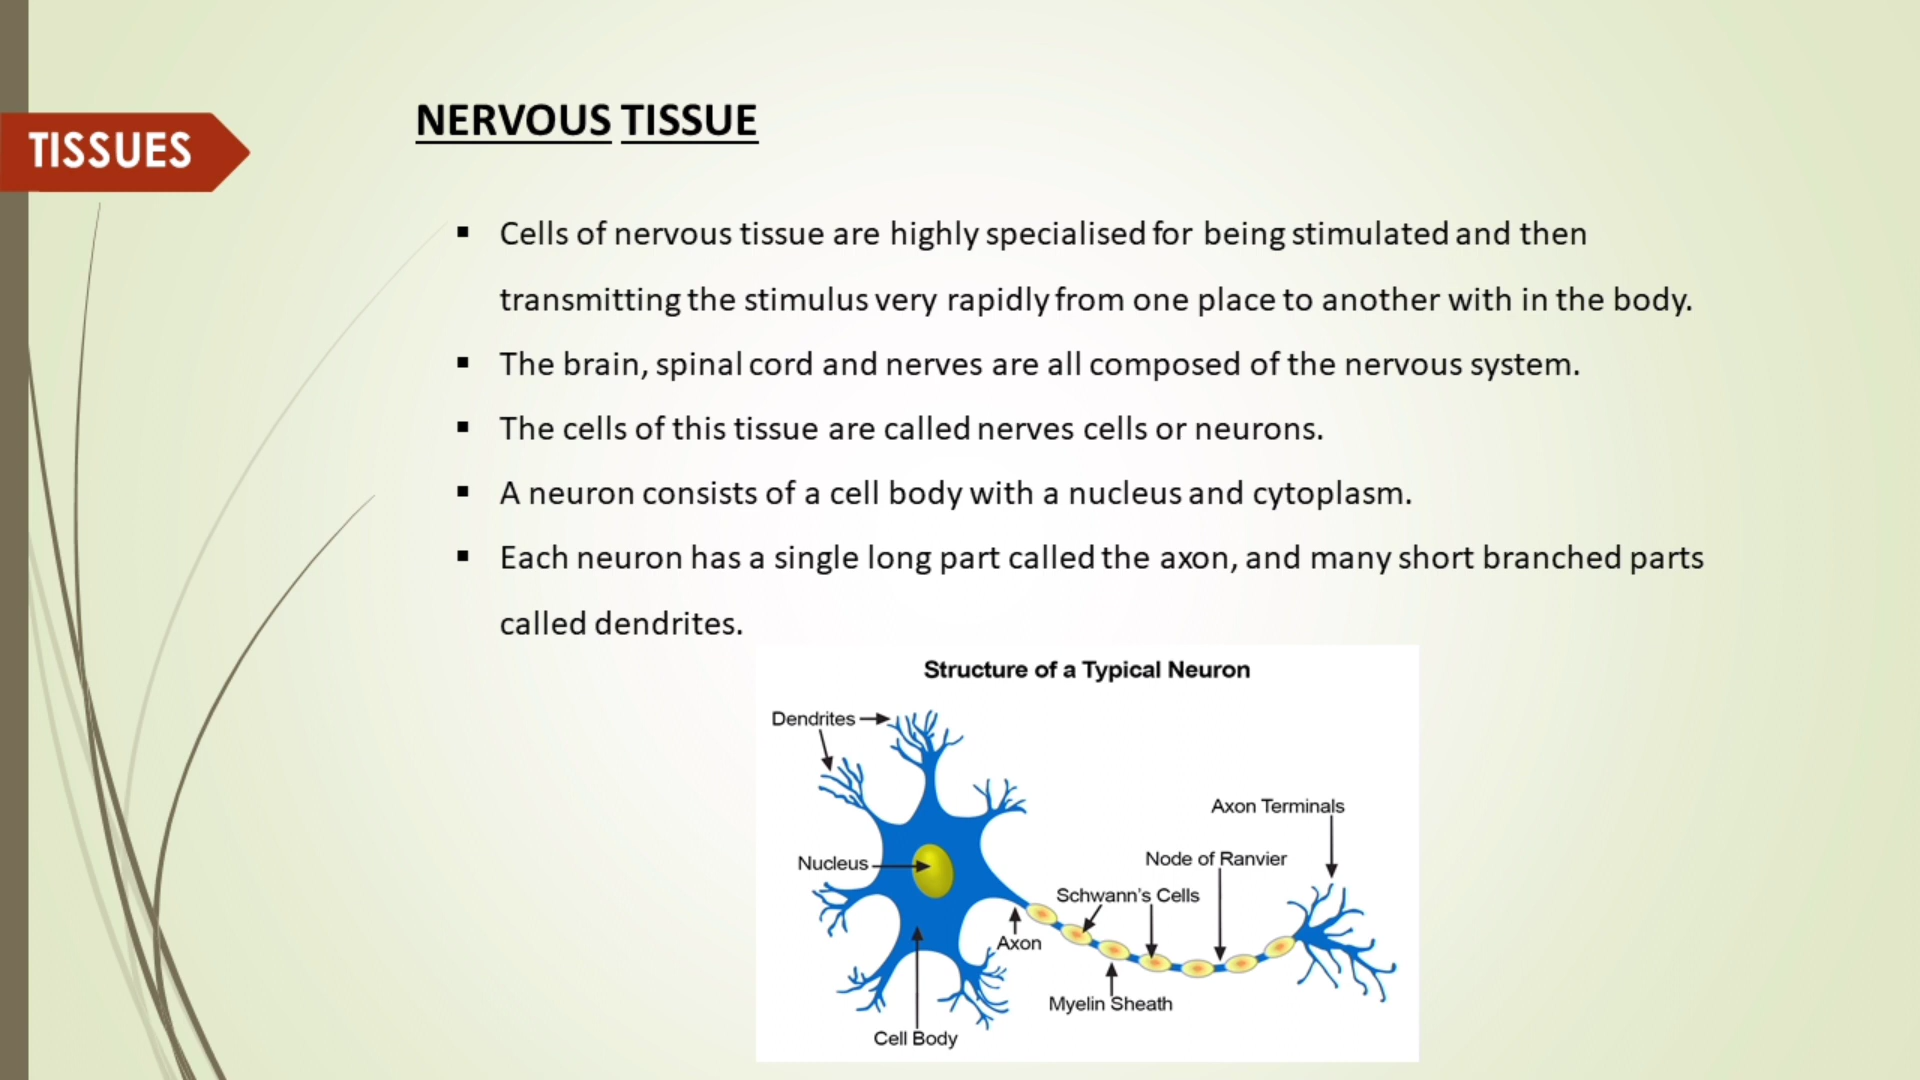 TISSUES
NERVOUS TISSUE
▪ Cells of nervous tissue are highly specialised for being stimulated and then
transmitting the stimulus very rapidly from one place to another with in the body.
▪ The brain, spinal cord and nerves are all composed of the nervous system.
▪ The cells of this tissue are called nerves cells or neurons.
▪ A neuron consists of a cell body with a nucleus and cytoplasm.
▪ Each neuron has a single long part called the axon, and many short branched parts
called dendrites.
Structure of a Typical Neuron
Dendrites
Axon Terminals
Node of Ranvier
Nucleus
Schwann's Cells
Axon
Myelin Sheath
Cell Body